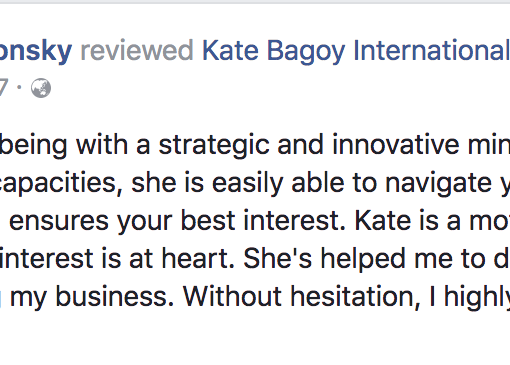 onsky reviewed Kate Bagoy International
7 ·
being with a strategic and innovative min
capacities, she is easily able to navigate y
ensures your best interest. Kate is a mo
interest is at heart. She's helped me to d
my business. Without hesitation, I highly